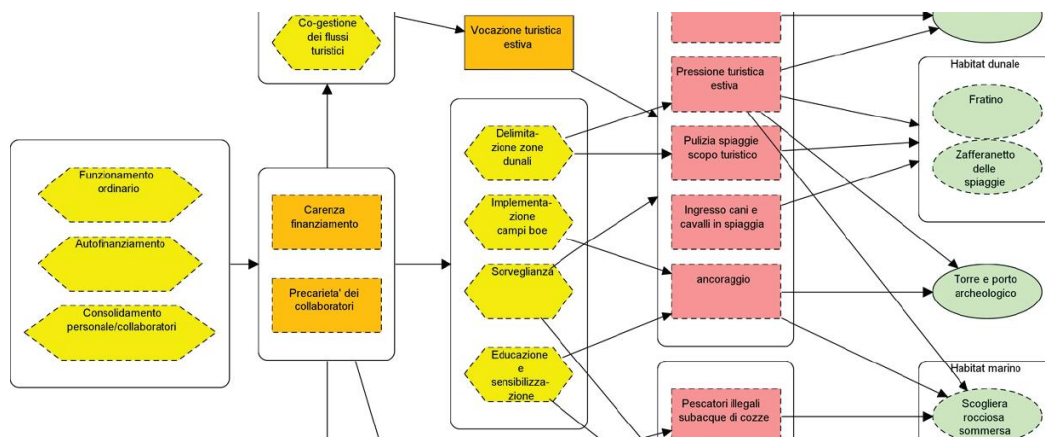 Co-gestione
dei flussi
turistici
Vocazione turistica
estiva
Funzionamento
ordinario
Autofinanziamento
Consolidamento
personale/collaboratori
Carenza
finanziamento
Precarieta' dei
collaboratori
Delimita-
zione zone
dunali
Implementa-
zione
campi boe
Sorveglianza
Educazione
e
sensibilizza-
zione
Pressione turistica
estiva
Pulizia spiaggie
scopo turistico
Ingresso cani e
cavalli in spiaggia
ancoraggio
Pescatori illegali
subacque di cozze
Habitat dunale
Fratino
Zafferanetto
delle
spiaggie
Torre e porto
archeologico
Habitat marino
Scogliera
rocciosa
sommersa